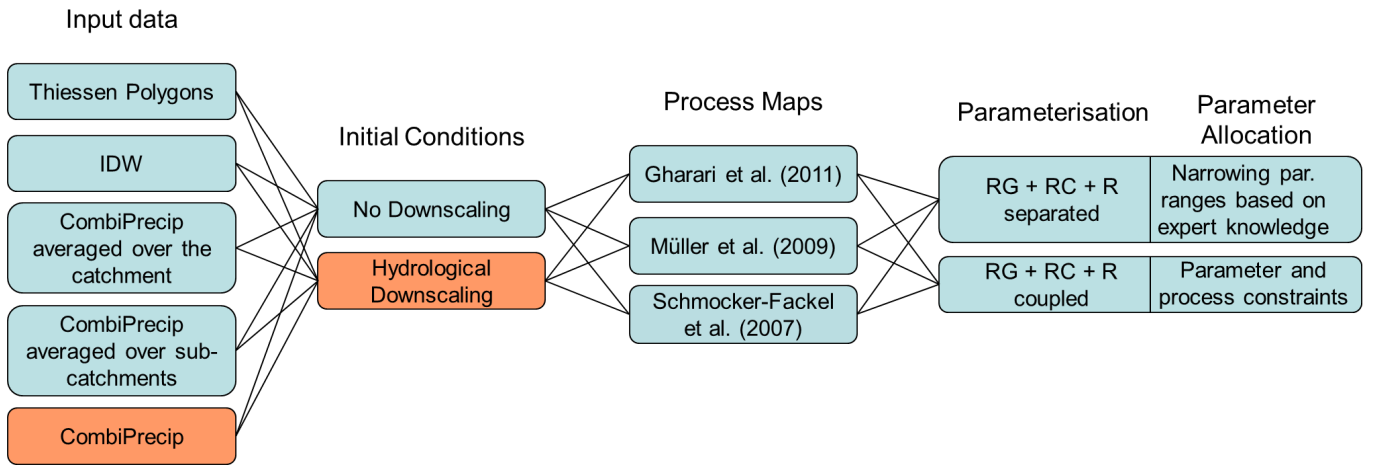 Input data
Thiessen Polygons
IDW
CombiPrecip
averaged over the
catchment
CombiPrecip
averaged over sub-
catchments
CombiPrecip
Initial Conditions
No Downscaling
Hydrological
Downscaling
Process Maps
Gharari et al. (2011)
Müller et al. (2009)
Schmocker-Fackel
et al. (2007)
Parameterisation
RG + RC + R
separated
RG + RC + R
coupled
Parameter
Allocation
Narrowing par.
ranges based on
expert knowledge
Parameter and
process constraints